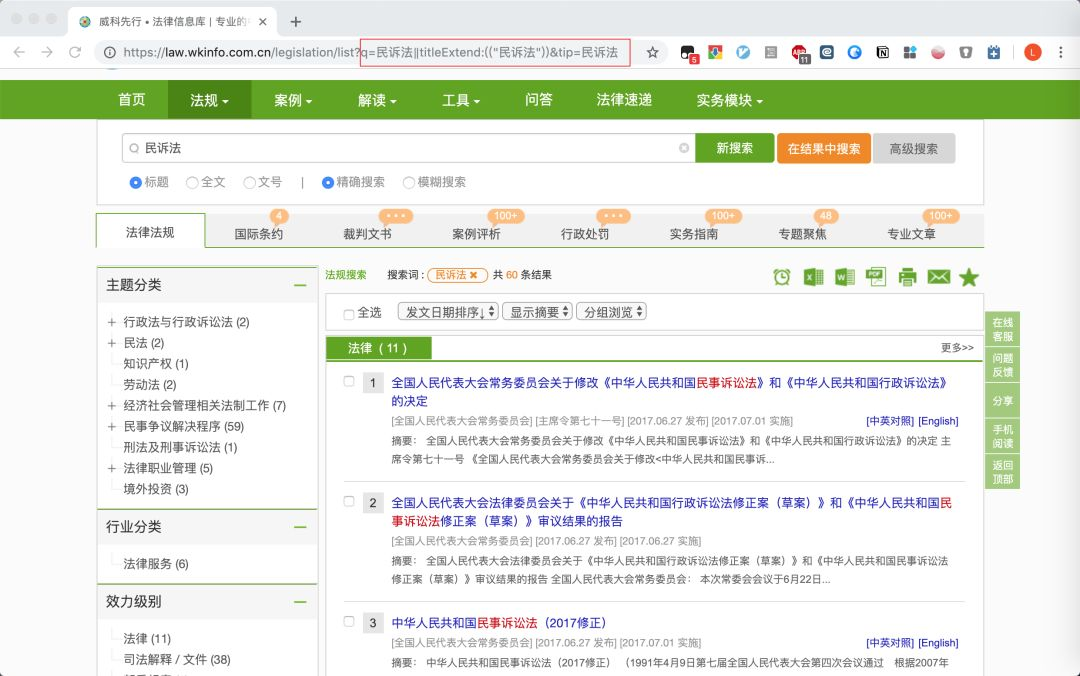 威科先行 • 法律信息库 | 专业的
https://law.wkinfo.com.cn/legislation/list?q=民诉法‖titleExtend:(("民诉法"))&tip=民诉法
5
11
L
首页 法规 案例 解读 工具 问答 法律速递 实务模块
民诉法
新搜索 在结果中搜索 高级搜索
标题 全文 文号 | 精确搜索 模糊搜索
4 100+ 100+ 48 100+
法律法规 国际条约 裁判文书 案例评析 行政处罚 实务指南 专题聚焦 专业文章
主题分类
+ 行政法与行政诉讼法 (2)
+ 民法 (2)
知识产权 (1)
劳动法 (2)
+ 经济社会管理相关法制工作 (7)
+ 民事争议解决程序 (59)
刑法及刑事诉讼法 (1)
+ 法律职业管理 (5)
境外投资 (3)
行业分类
法律服务 (6)
效力级别
法律 (11)
司法解释 / 文件 (38)
法规搜索 搜索词 : 民诉法 ✖ 共 60 条结果
全选 发文日期排序↓ 显示摘要 分组浏览
法律 ( 11 ) 更多>>
1 全国人民代表大会常务委员会关于修改《中华人民共和国民事诉讼法》和《中华人民共和国行政诉讼法》
的决定
[全国人民代表大会常务委员会] [主席令第七十一号] [2017.06.27 发布] [2017.07.01 实施] [中英对照] [English]
摘要： 全国人民代表大会常务委员会关于修改《中华人民共和国民事诉讼法》和《中华人民共和国行政诉讼法》的决定 主
席令第七十一号 《全国人民代表大会常务委员会关于修改<中华人民共和国民事诉...
2 全国人民代表大会法律委员会关于《中华人民共和国行政诉讼法修正案（草案）》和《中华人民共和国民
事诉讼法修正案（草案）》审议结果的报告
[全国人民代表大会常务委员会] [2017.06.27 发布] [2017.06.27 实施]
摘要： 全国人民代表大会法律委员会关于《中华人民共和国行政诉讼法修正案（草案）》和《中华人民共和国民事诉讼法
修正案（草案）》审议结果的报告 全国人民代表大会常务委员会： 本次常委会会议于6月22日...
3 中华人民共和国民事诉讼法（2017修正）
[全国人民代表大会常务委员会] [2017.06.27 发布] [2017.07.01 实施] [中英对照] [English]
摘要： 中华人民共和国民事诉讼法（2017修正） （1991年4月9日第七届全国人民代表大会第四次会议通过 根据2007年
在线
客服
问题
反馈
分享
手机
阅读
返回
顶部